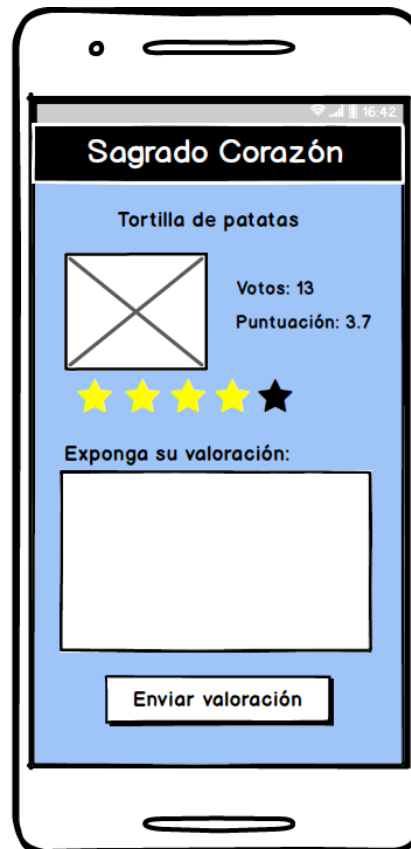 16:42
Sagrado Corazón
Tortilla de patatas
Votos: 13
Puntuación: 3.7
Exponga su valoración:
Enviar valoración